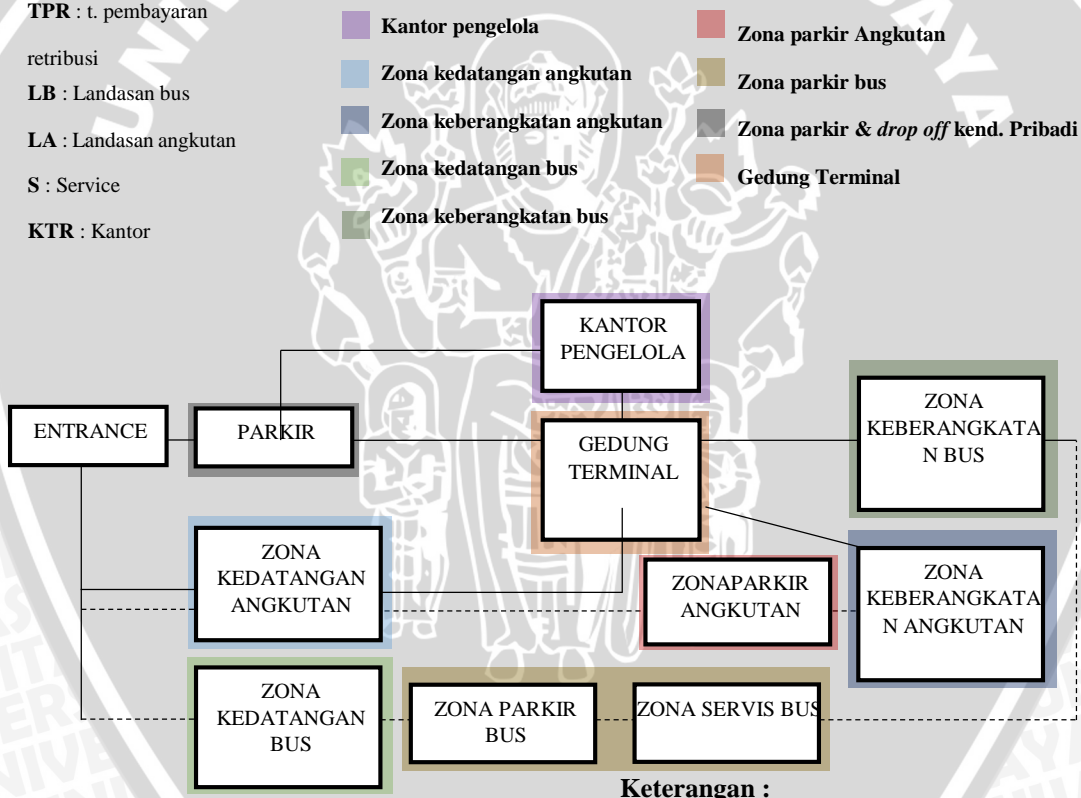 TPR : t. pembayaran
retribusi
LB : Landasan bus
LA : Landasan angkutan
S : Service
KTR : Kantor
Kantor pengelola
Zona kedatangan angkutan
Zona keberangkatan angkutan
Zona kedatangan bus
Zona keberangkatan bus
Zona parkir Angkutan
Zona parkir bus
Zona parkir & drop off kend. Pribadi
Gedung Terminal
KANTOR
PENGELOLA
ENTRANCE
PARKIR
GEDUNG
TERMINAL
ZONA
KEBERANGKATA
N BUS
ZONA
KEDATANGAN
ANGKUTAN
ZONAPARKIR
ANGKUTAN
ZONA
KEBERANGKATA
N ANGKUTAN
ZONA
KEDATANGAN
BUS
ZONA PARKIR
BUS
ZONA SERVIS BUS
Keterangan :